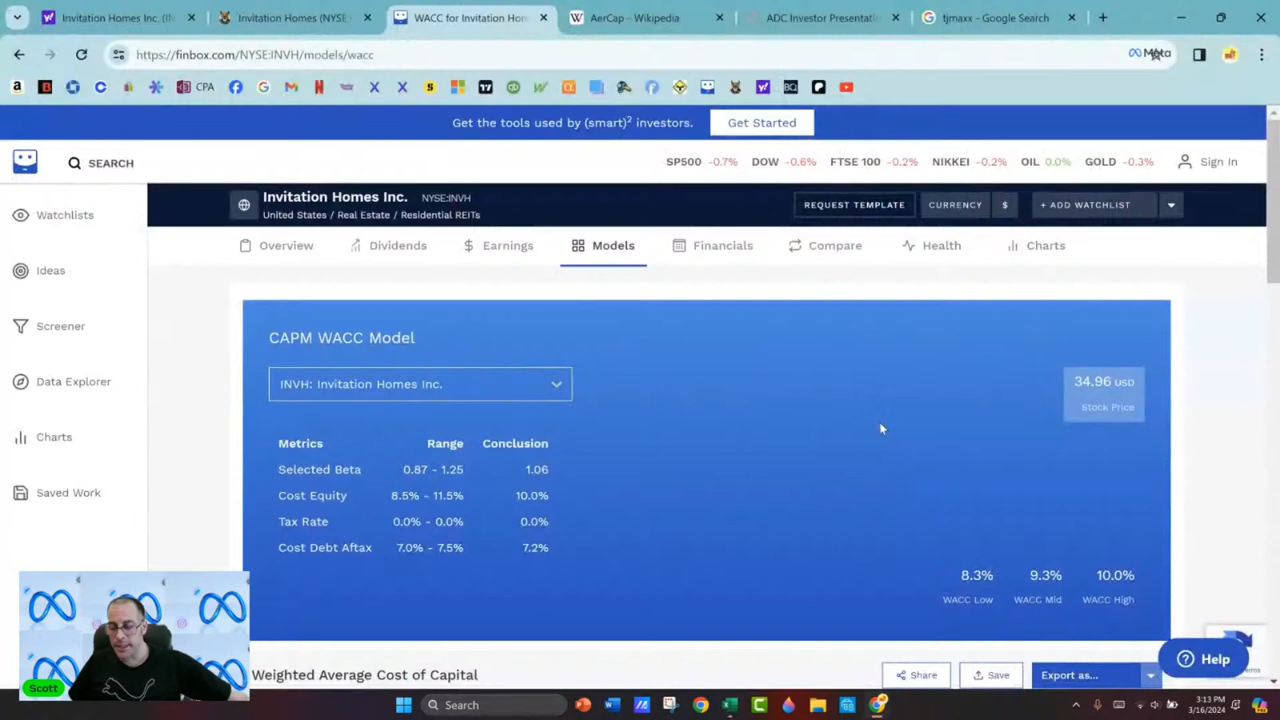 Invitation Homes Inc. (IN
Invitation Homes (NYSE:
WACC for Invitation Hom
AerCap – Wikipedia
ADC Investor Presentatio
tjmaxx - Google Search
https://finbox.com/NYSE:INVH/models/wacc
Meta
CPA
Get the tools used by (smart)² investors.
Get Started
SEARCH
SP500 -0.7% DOW -0.6% FTSE 100 -0.2% NIKKEI -0.2% OIL 0.0% GOLD -0.3%
Sign In
Invitation Homes Inc. NYSE:INVH
United States / Real Estate / Residential REITs
REQUEST TEMPLATE
CURRENCY $
+ ADD WATCHLIST
Watchlists
Ideas
Screener
Data Explorer
Charts
Saved Work
Overview Dividends Earnings Models Financials Compare Health Charts
CAPM WACC Model
INVH: Invitation Homes Inc.
34.96 USD
Stock Price
Metrics Range Conclusion
Selected Beta 0.87 - 1.25 1.06
Cost Equity 8.5% - 11.5% 10.0%
Tax Rate 0.0% - 0.0% 0.0%
Cost Debt Aftax 7.0% - 7.5% 7.2%
8.3% 9.3% 10.0%
WACC Low WACC Mid WACC High
Weighted Average Cost of Capital
Share
Save
Export as...
Help
Scott
Search
3:13 PM
3/16/2024